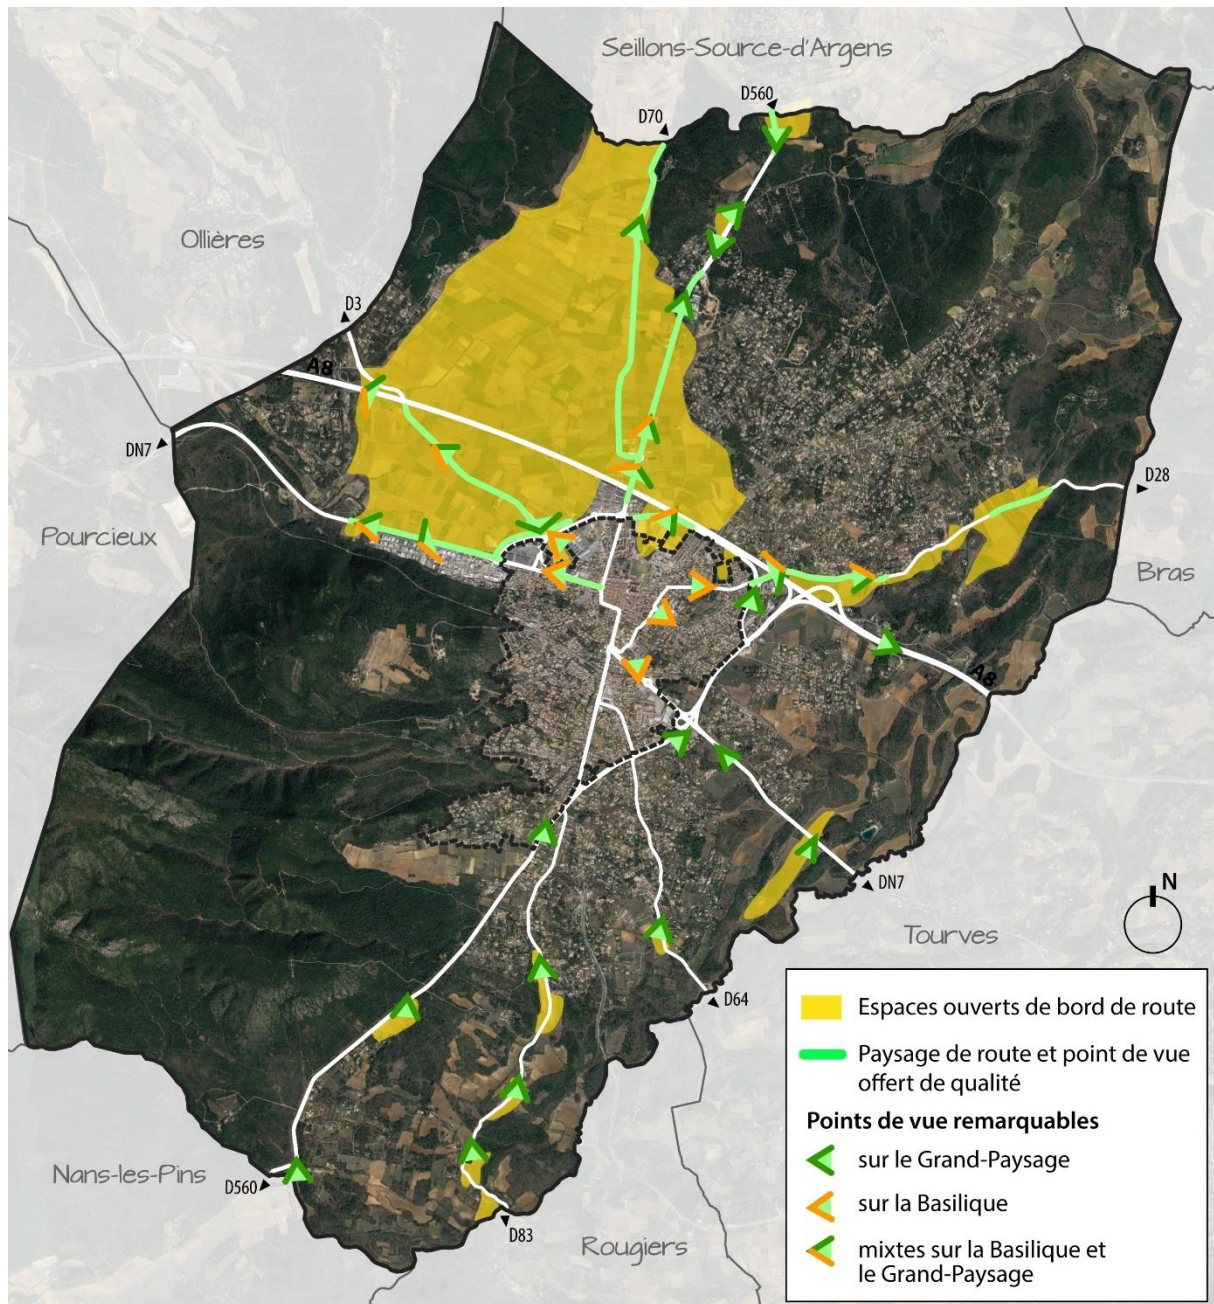 Seillons-Source-d'Argens
D560
D70
Ollières
D3
A8
DN7
D28
Pourcieux
Bras
A8
DN7
N
Tourves
D64
Nans-les-Pins
D560
D83
Rougiers
Espaces ouverts de bord de route
Paysage de route et point de vue
offert de qualité
Points de vue remarquables
sur le Grand-Paysage
sur la Basilique
mixtes sur la Basilique et
le Grand-Paysage